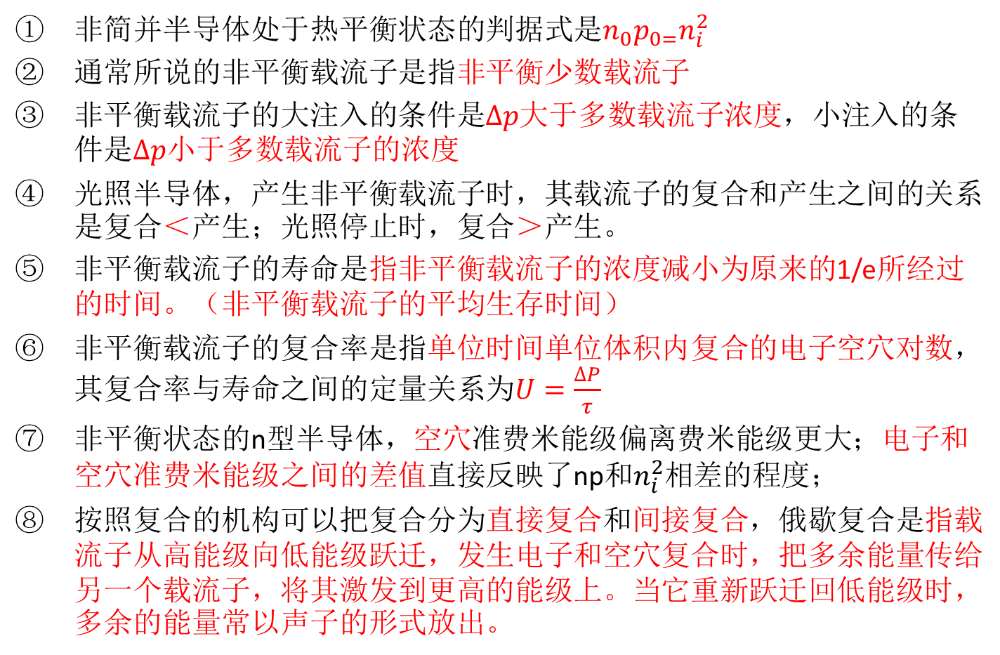 ① 非简并半导体处于热平衡状态的判据式是n₀p₀₌nᵢ²
② 通常所说的非平衡载流子是指非平衡少数载流子
③ 非平衡载流子的大注入的条件是Δp大于多数载流子浓度，小注入的条
件是Δp小于多数载流子的浓度
④ 光照半导体，产生非平衡载流子时，其载流子的复合和产生之间的关系
是复合＜产生；光照停止时，复合＞产生。
⑤ 非平衡载流子的寿命是指非平衡载流子的浓度减小为原来的1/e所经过
的时间。（非平衡载流子的平均生存时间）
⑥ 非平衡载流子的复合率是指单位时间单位体积内复合的电子空穴对数，
其复合率与寿命之间的定量关系为U = ΔP/τ
⑦ 非平衡状态的n型半导体，空穴准费米能级偏离费米能级更大；电子和
空穴准费米能级之间的差值直接反映了np和nᵢ²相差的程度；
⑧ 按照复合的机构可以把复合分为直接复合和间接复合，俄歇复合是指载
流子从高能级向低能级跃迁，发生电子和空穴复合时，把多余能量传给
另一个载流子，将其激发到更高的能级上。当它重新跃迁回低能级时，
多余的能量常以声子的形式放出。